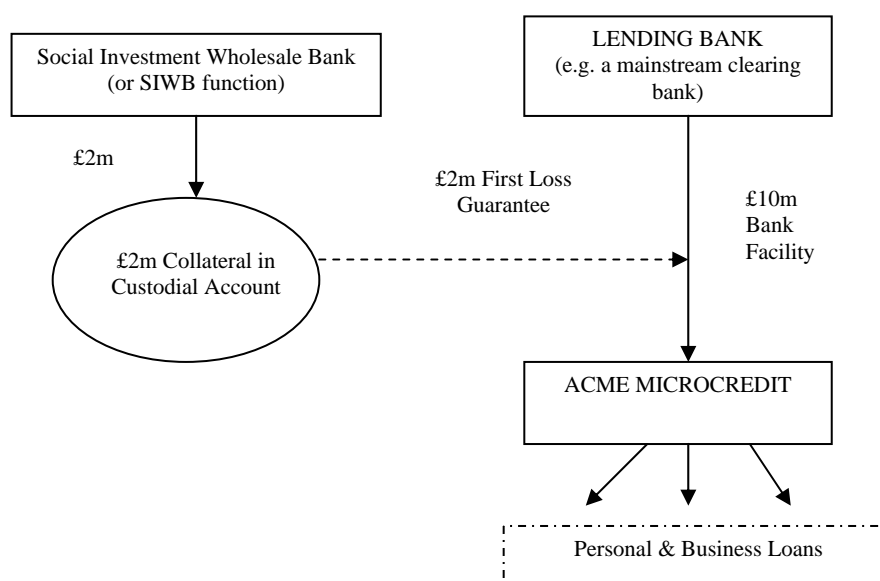 Social Investment Wholesale Bank
(or SIWB function)
LENDING BANK
(e.g. a mainstream clearing
bank)
£2m
£2m First Loss
Guarantee
£10m
Bank
Facility
£2m Collateral in
Custodial Account
ACME MICROCREDIT
Personal & Business Loans